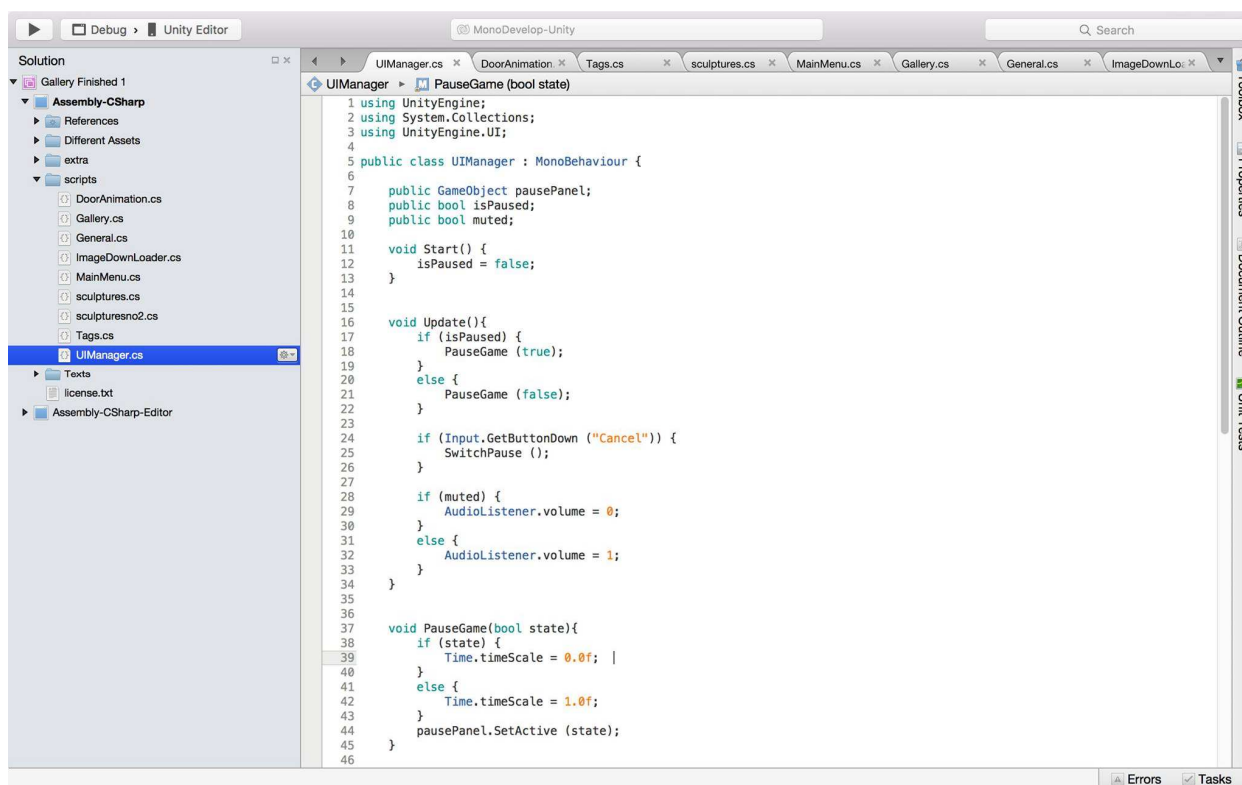 Debug › Unity Editor
MonoDevelop-Unity
Search
Solution
Gallery Finished 1
Assembly-CSharp
References
Different Assets
extra
scripts
DoorAnimation.cs
Gallery.cs
General.cs
ImageDownLoader.cs
MainMenu.cs
sculptures.cs
sculpturesno2.cs
Tags.cs
UIManager.cs
Texts
license.txt
Assembly-CSharp-Editor
UIManager.cs × DoorAnimation × Tags.cs × sculptures.cs × MainMenu.cs × Gallery.cs × General.cs × ImageDownLoa ×
UIManager ▸ PauseGame (bool state)
1 using UnityEngine;
2 using System.Collections;
3 using UnityEngine.UI;
4
5 public class UIManager : MonoBehaviour {
6
7     public GameObject pausePanel;
8     public bool isPaused;
9     public bool muted;
10
11     void Start() {
12         isPaused = false;
13     }
14
15
16     void Update(){
17         if (isPaused) {
18             PauseGame (true);
19         }
20         else {
21             PauseGame (false);
22         }
23
24         if (Input.GetButtonDown ("Cancel")) {
25             SwitchPause ();
26         }
27
28         if (muted) {
29             AudioListener.volume = 0;
30         }
31         else {
32             AudioListener.volume = 1;
33         }
34     }
35
36
37     void PauseGame(bool state){
38         if (state) {
39             Time.timeScale = 0.0f;
40         }
41         else {
42             Time.timeScale = 1.0f;
43         }
44         pausePanel.SetActive (state);
45     }
46
Toolbox
Properties
Document Outline
Unit Tests
Errors
Tasks